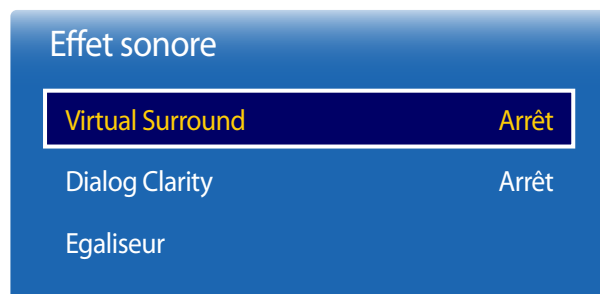 Effet sonore
Virtual Surround Arrêt
Dialog Clarity Arrêt
Egaliseur